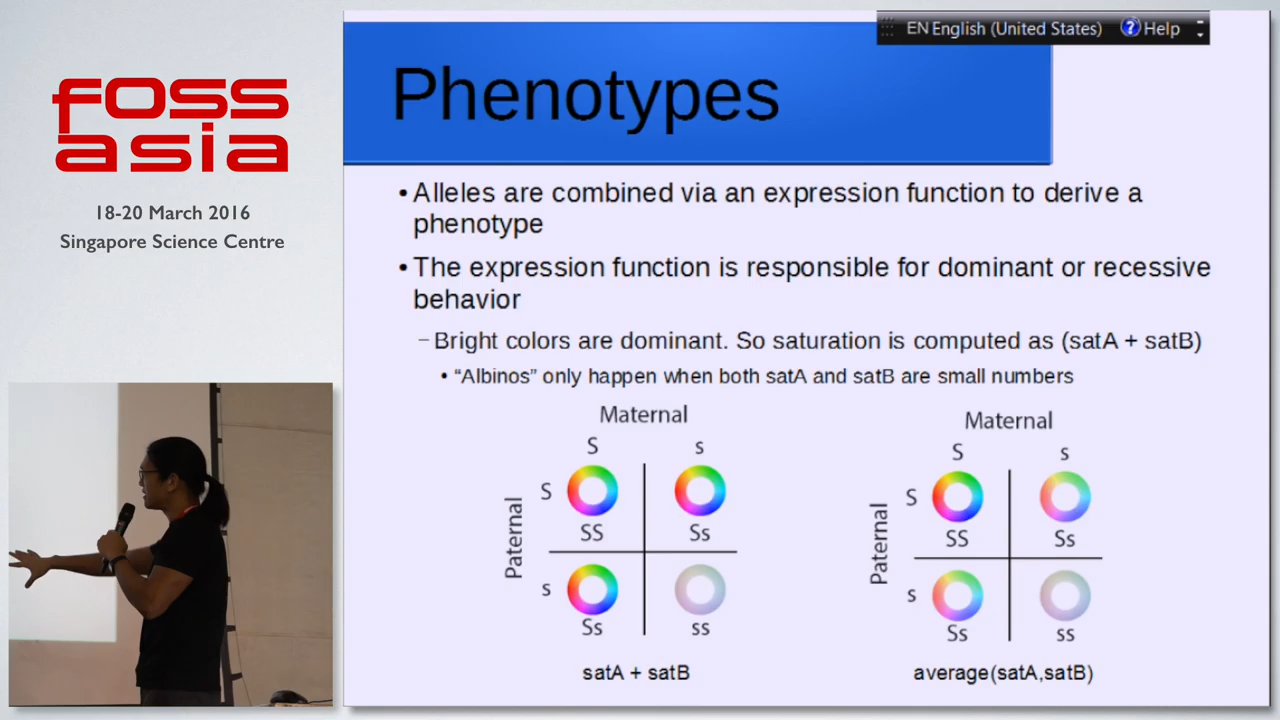 foss
asia
18-20 March 2016
Singapore Science Centre
EN English (United States) ? Help
Phenotypes
• Alleles are combined via an expression function to derive a
phenotype
• The expression function is responsible for dominant or recessive
behavior
– Bright colors are dominant. So saturation is computed as (satA + satB)
• “Albinos” only happen when both satA and satB are small numbers
Maternal
S s
Paternal
S
SS Ss
s
Ss ss
satA + satB
Maternal
S s
Paternal
S
SS Ss
s
Ss ss
average(satA,satB)